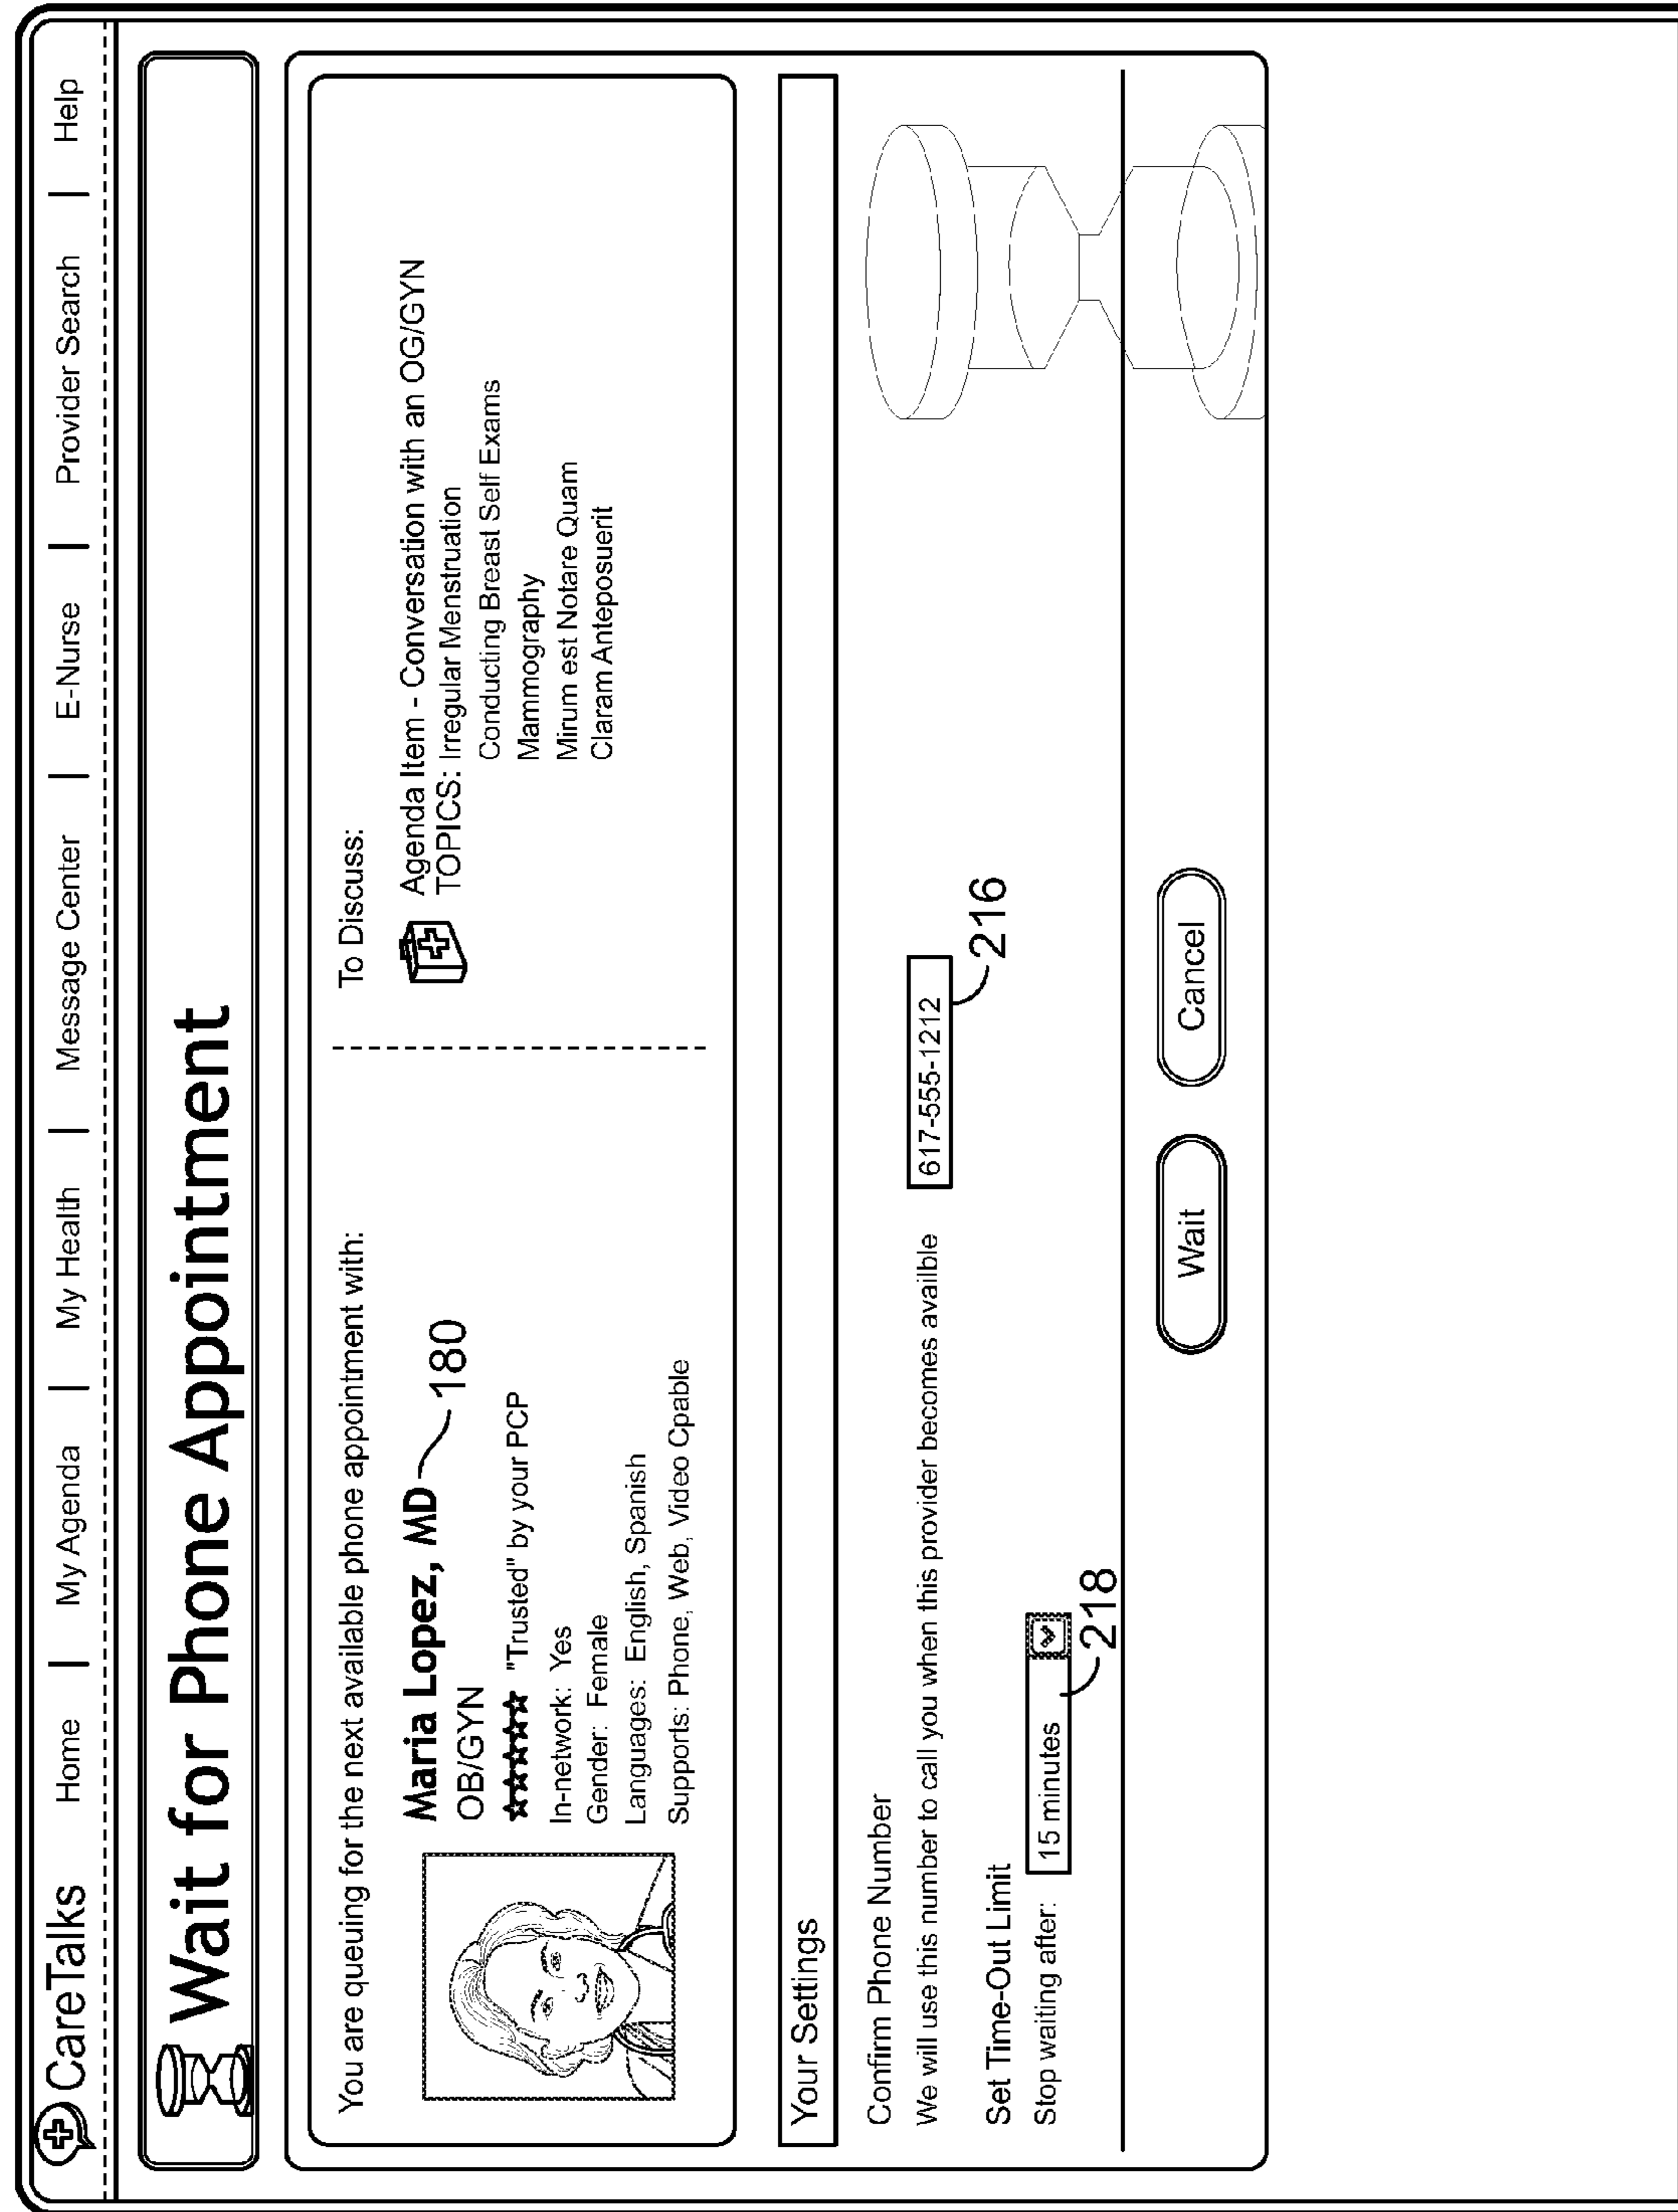 CareTalks
Home | My Agenda | My Health | Message Center | E-Nurse | Provider Search | Help
Wait for Phone Appointment
You are queuing for the next available phone appointment with:
Maria Lopez, MD
180
OB/GYN
"Trusted" by your PCP
In-network: Yes
Gender: Female
Languages: English, Spanish
Supports: Phone, Web, Video Cpable
To Discuss:
Agenda Item - Conversation with an OG/GYN
TOPICS: Irregular Menstruation
Conducting Breast Self Exams
Mammography
Mirum est Notare Quam
Claram Anteposuerit
Your Settings
Confirm Phone Number
We will use this number to call you when this provider becomes availble
617-555-1212
216
Set Time-Out Limit
Stop waiting after:
15 minutes
218
Wait
Cancel